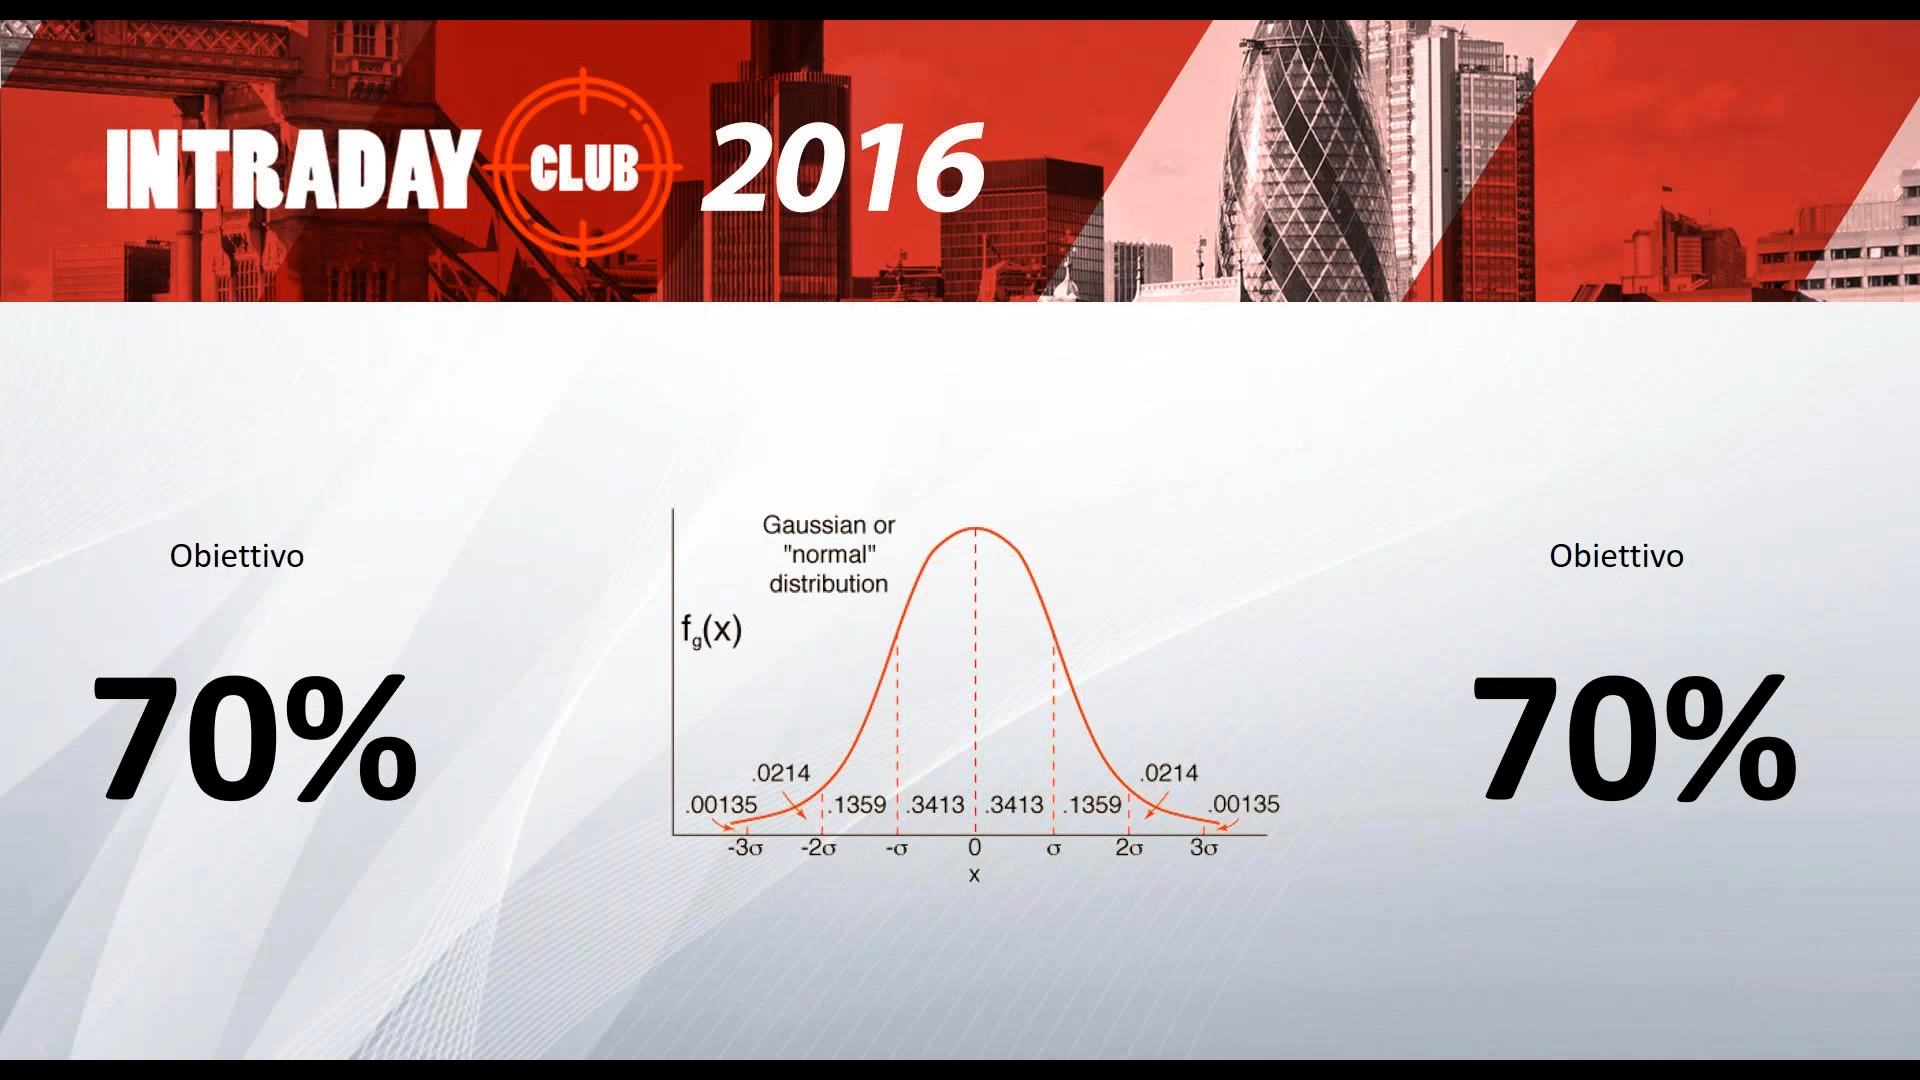 INTRADAY CLUB 2016
Obiettivo
70%
Gaussian or
"normal"
distribution
fg(x)
.0214
.0214
.00135 .1359 .3413 .3413 .1359 .00135
-3σ -2σ -σ 0 σ 2σ 3σ
x
Obiettivo
70%